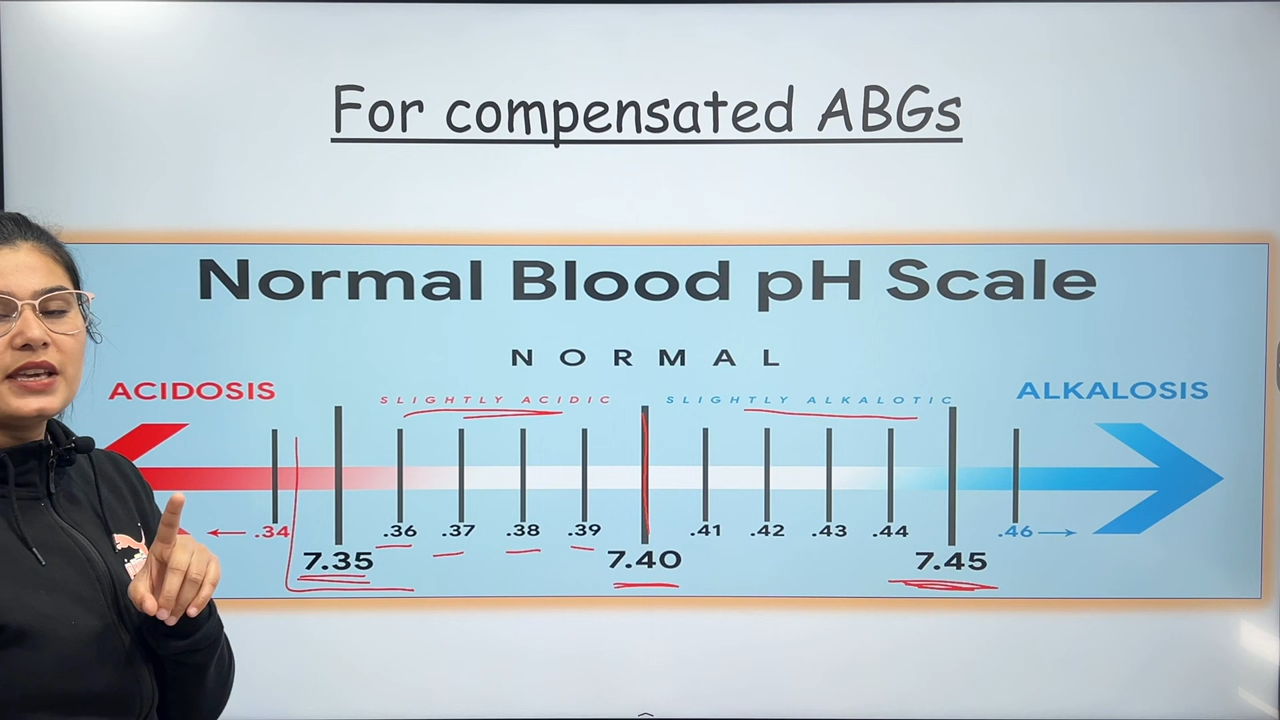 For compensated ABGs
Normal Blood pH Scale
NORMAL
ACIDOSIS
SLIGHTLY ACIDIC
SLIGHTLY ALKALOTIC
ALKALOSIS
← .34
7.35
.36
.37
.38
.39
7.40
.41
.42
.43
.44
7.45
.46 →